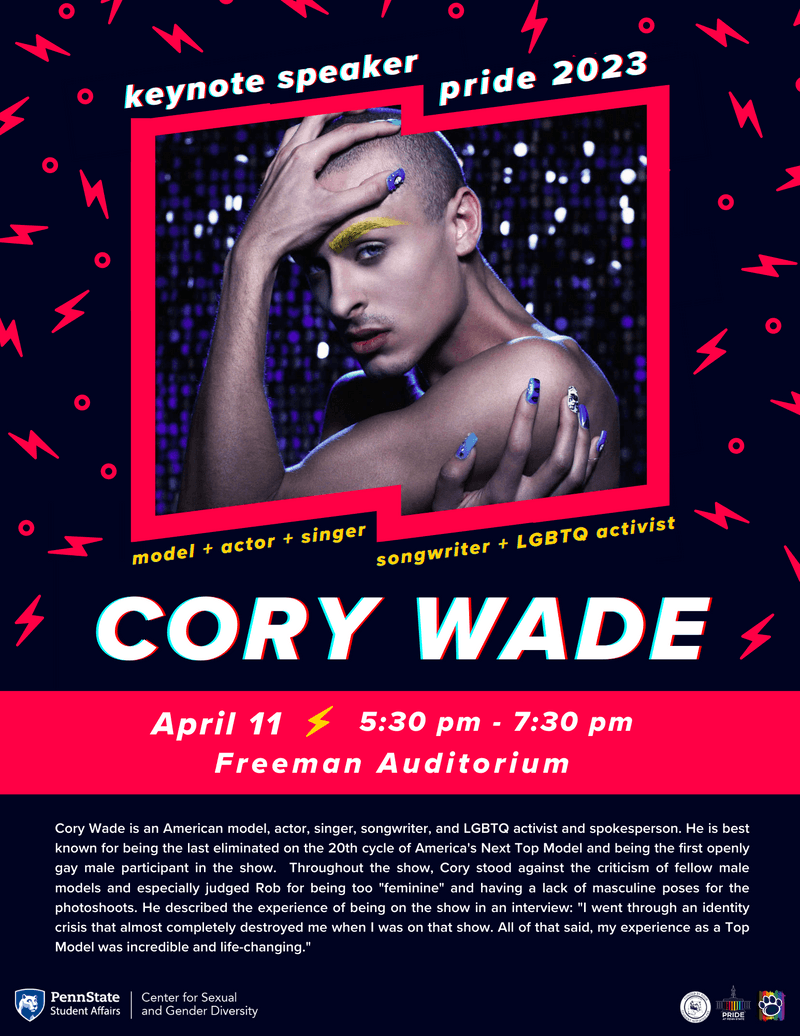 keynote speaker
pride 2023
model + actor + singer
songwriter + LGBTQ activist
CORY WADE
April 11 5:30 pm - 7:30 pm
Freeman Auditorium
Cory Wade is an American model, actor, singer, songwriter, and LGBTQ activist and spokesperson. He is best
known for being the last eliminated on the 20th cycle of America's Next Top Model and being the first openly
gay male participant in the show. Throughout the show, Cory stood against the criticism of fellow male
models and especially judged Rob for being too "feminine" and having a lack of masculine poses for the
photoshoots. He described the experience of being on the show in an interview: "I went through an identity
crisis that almost completely destroyed me when I was on that show. All of that said, my experience as a Top
Model was incredible and life-changing."
PennState
Student Affairs
Center for Sexual
and Gender Diversity
PRIDE